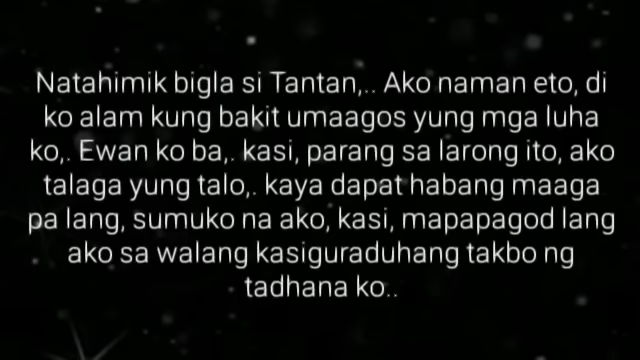 Natahimik bigla si Tantan,.. Ako naman eto, di
ko alam kung bakit umaagos yung mga luha
ko,. Ewan ko ba,. kasi, parang sa larong ito, ako
talaga yung talo,. kaya dapat habang maaga
pa lang, sumuko na ako, kasi, mapapagod lang
ako sa walang kasiguraduhang takbo ng
tadhana ko..